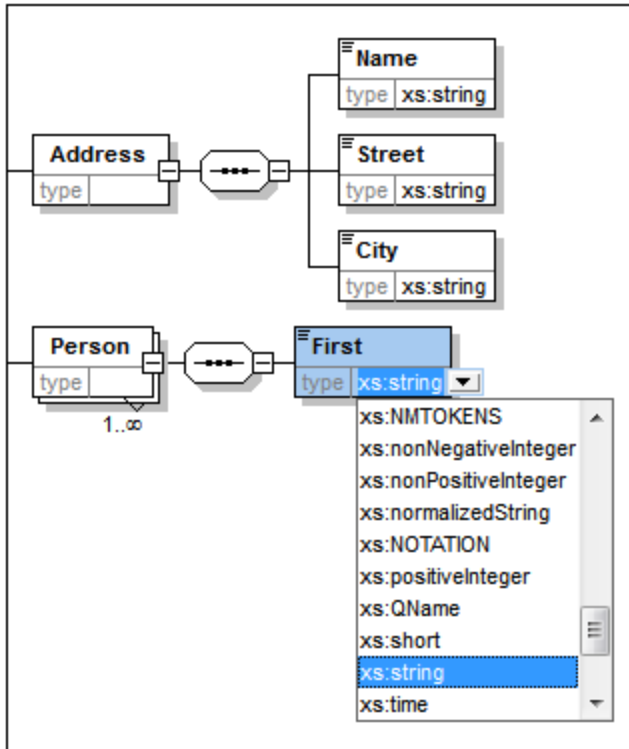 Name
type xs:string
Address
type
Street
type xs:string
City
type xs:string
Person
type
1..∞
First
type xs:string
xs:NMTOKENS
xs:nonNegativeInteger
xs:nonPositiveInteger
xs:normalizedString
xs:NOTATION
xs:positiveInteger
xs:QName
xs:short
xs:string
xs:time